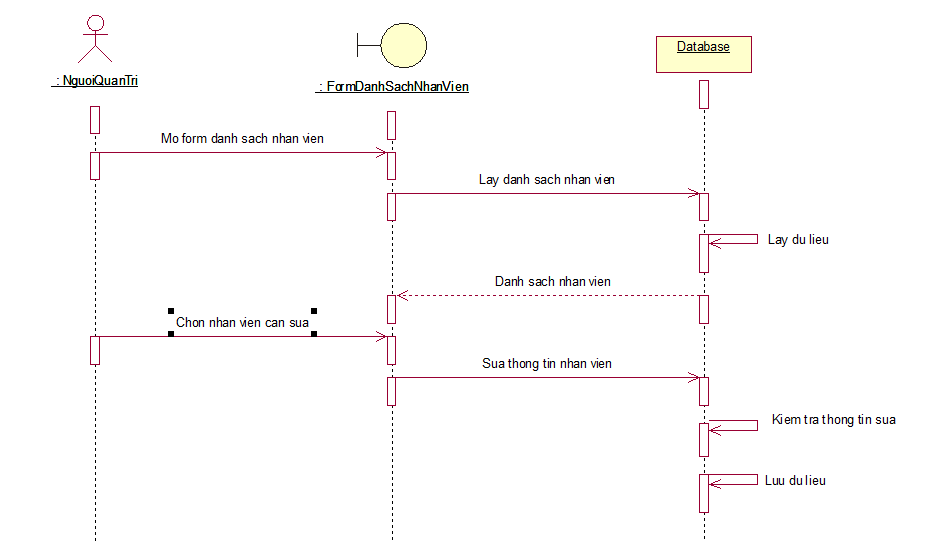 : NguoiQuanTri
: FormDanhSachNhanVien
Database
Mo form danh sach nhan vien
Lay danh sach nhan vien
Lay du lieu
Danh sach nhan vien
Chon nhan vien can sua
Sua thong tin nhan vien
Kiem tra thong tin sua
Luu du lieu